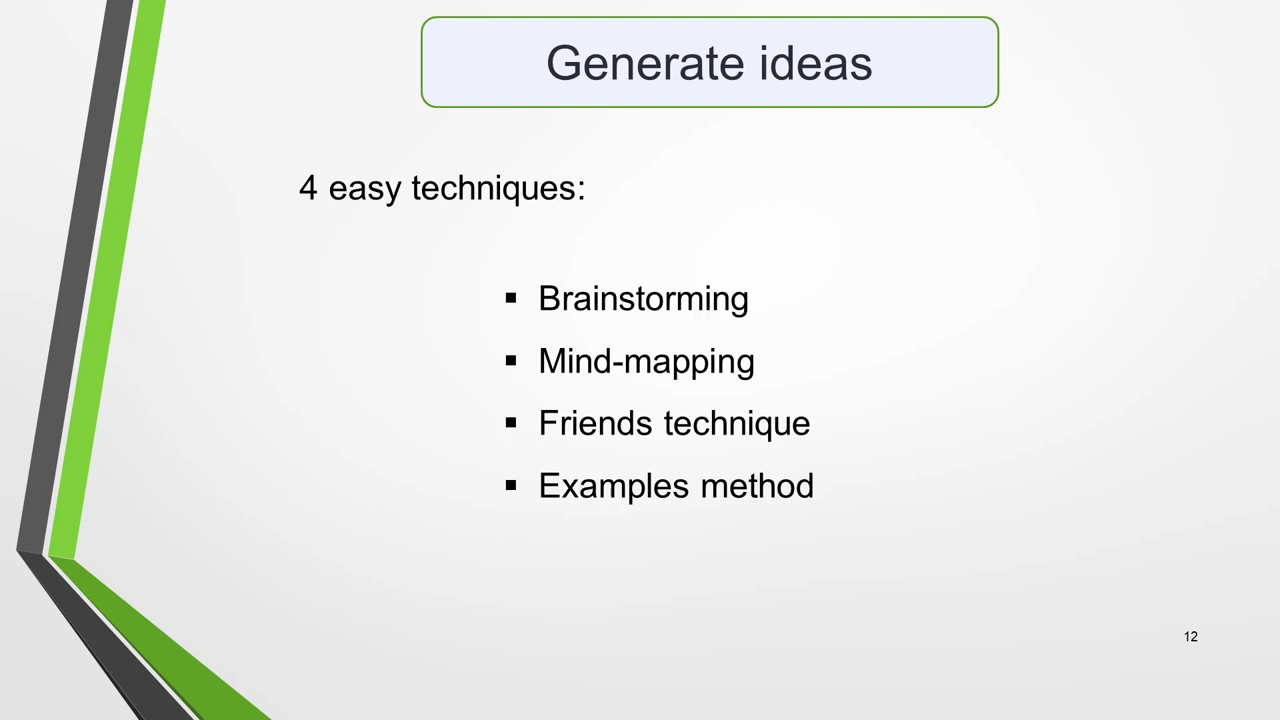 Generate ideas
4 easy techniques:
▪ Brainstorming
▪ Mind-mapping
▪ Friends technique
▪ Examples method
12